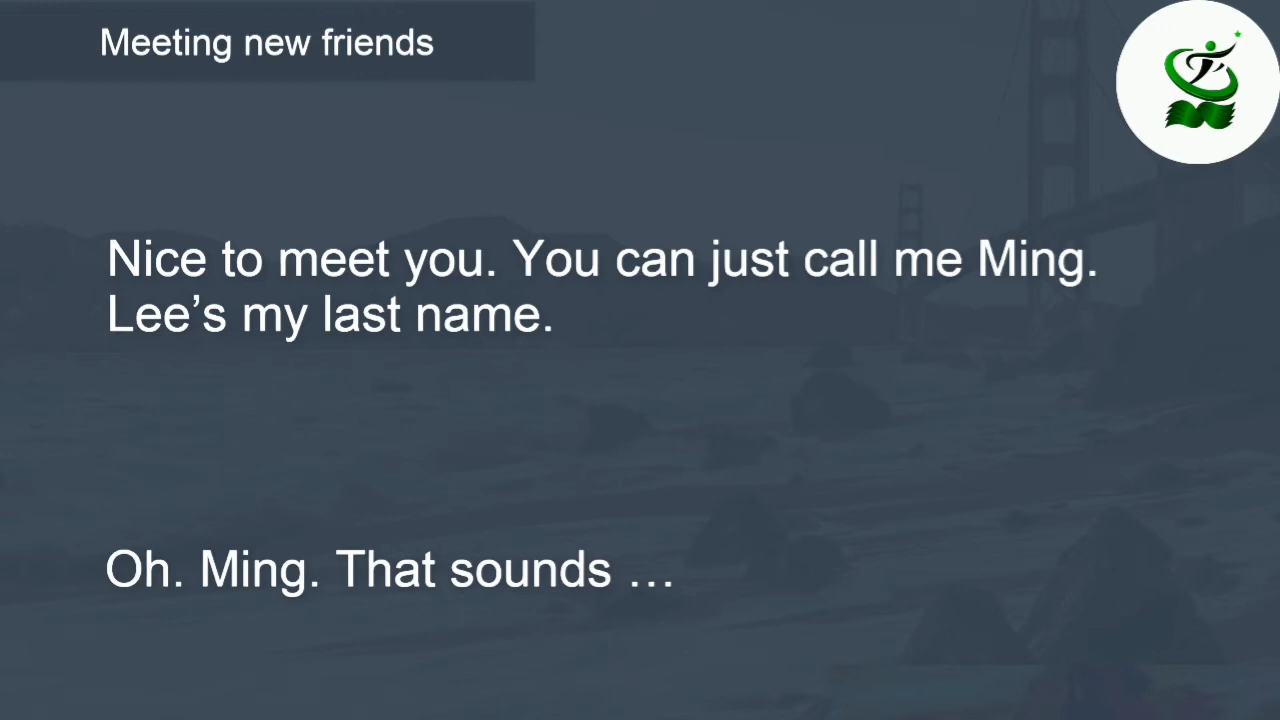 Meeting new friends
Nice to meet you. You can just call me Ming.
Lee’s my last name.
Oh. Ming. That sounds …